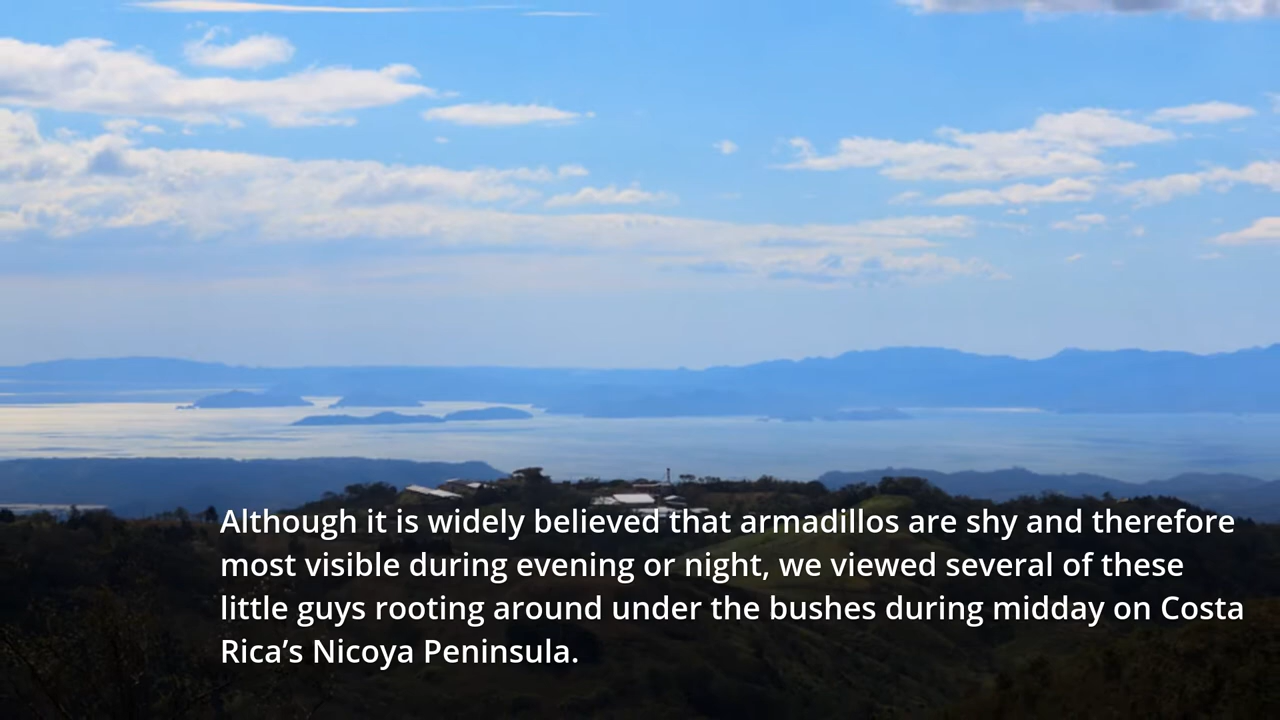 Although it is widely believed that armadillos are shy and therefore
most visible during evening or night, we viewed several of these
little guys rooting around under the bushes during midday on Costa
Rica’s Nicoya Peninsula.